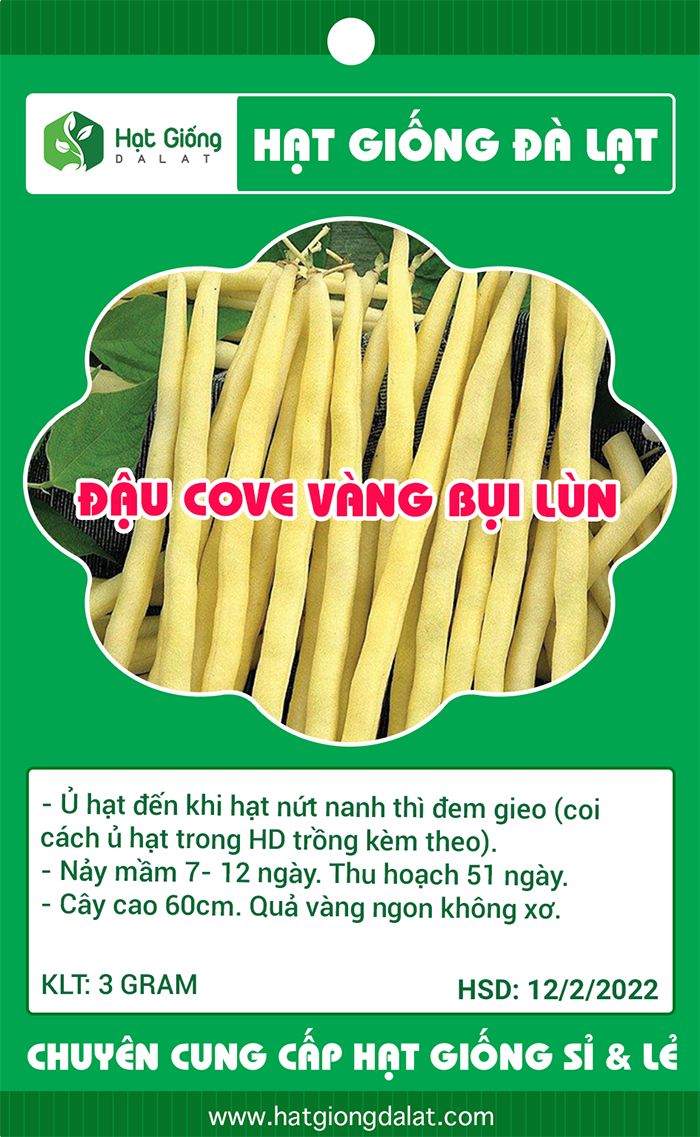 Hạt Giống
DALAT
HẠT GIỐNG ĐÀ LẠT
ĐẬU COVE VÀNG BỤI LÙN
- Ủ hạt đến khi hạt nứt nanh thì đem gieo (coi
cách ủ hạt trong HD trồng kèm theo).
- Nảy mầm 7- 12 ngày. Thu hoạch 51 ngày.
- Cây cao 60cm. Quả vàng ngon không xơ.
KLT: 3 GRAM
HSD: 12/2/2022
CHUYÊN CUNG CẤP HẠT GIỐNG SỈ & LẺ
www.hatgiongdalat.com